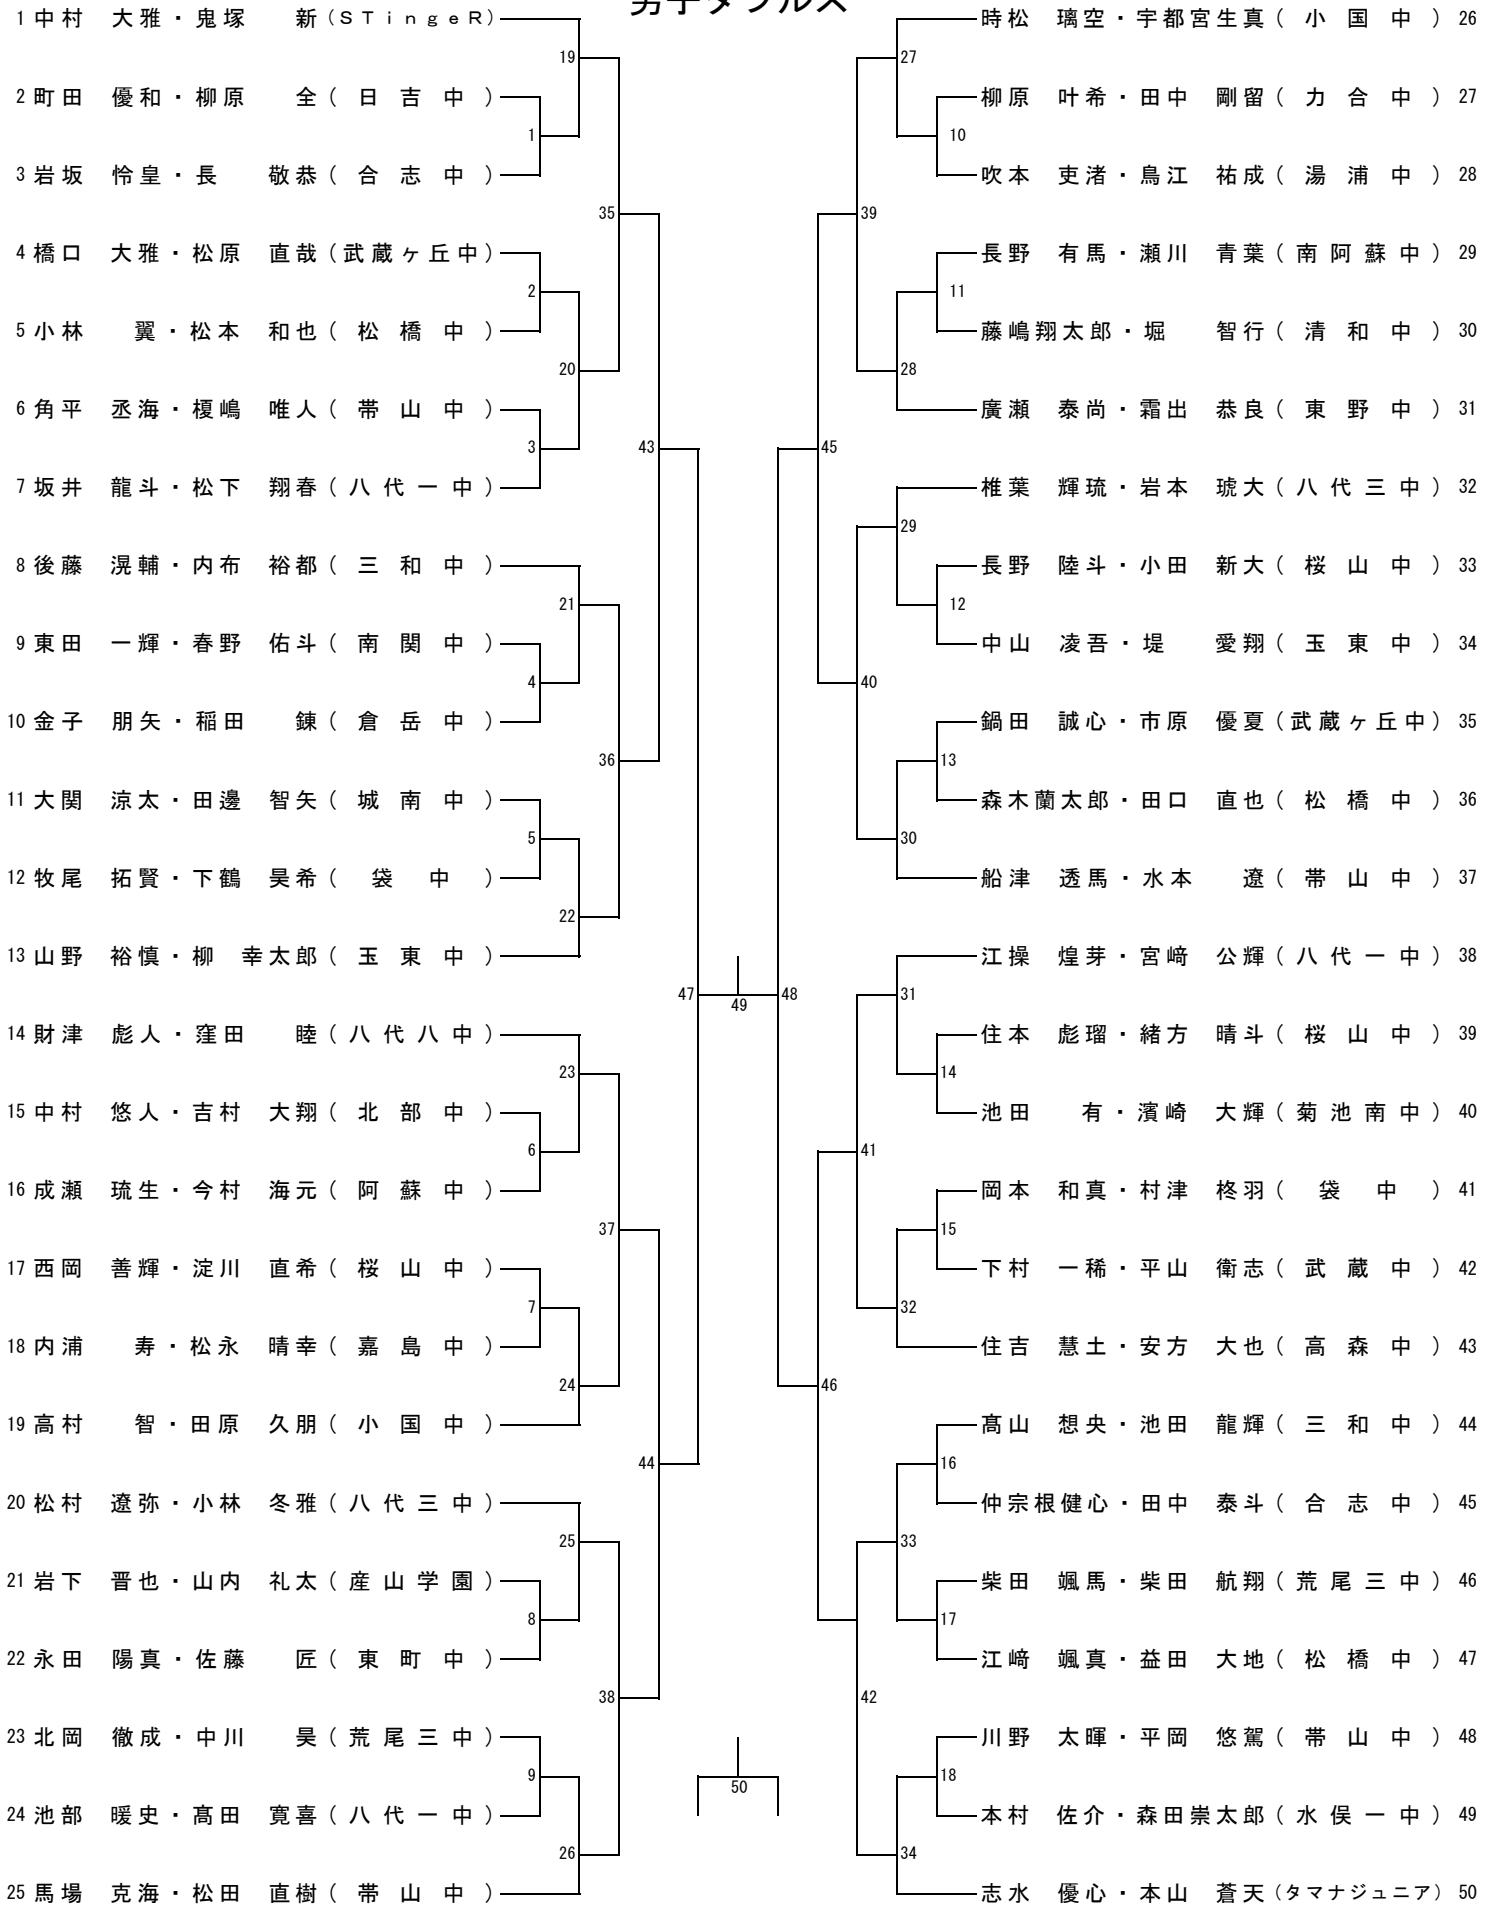 男子ダブルス
1 中村 大雅・鬼塚 新(STingeR)
19
2 町田 優和・柳原 全(日吉中)
1
3 岩坂 怜皇・長 敬恭(合志中)
35
4 橋口 大雅・松原 直哉(武蔵ヶ丘中)
2
5 小林 翼・松本 和也(松橋中)
20
6 角平 丞海・榎嶋 唯人(帯山中)
3
43
7 坂井 龍斗・松下 翔春(八代一中)
8 後藤 滉輔・内布 裕都(三和中)
21
9 東田 一輝・春野 佑斗(南関中)
4
10 金子 朋矢・稲田 錬(倉岳中)
36
11 大関 涼太・田邊 智矢(城南中)
5
12 牧尾 拓賢・下鶴 昊希(袋中)
22
13 山野 裕慎・柳 幸太郎(玉東中)
47
49
48
14 財津 彪人・窪田 睦(八代八中)
23
15 中村 悠人・吉村 大翔(北部中)
6
16 成瀬 琉生・今村 海元(阿蘇中)
37
17 西岡 善輝・淀川 直希(桜山中)
7
18 内浦 寿・松永 晴幸(嘉島中)
24
19 高村 智・田原 久朋(小国中)
44
20 松村 遼弥・小林 冬雅(八代三中)
25
21 岩下 晋也・山内 礼太(産山学園)
8
22 永田 陽真・佐藤 匠(東町中)
38
23 北岡 徹成・中川 昊(荒尾三中)
9
50
24 池部 暖史・髙田 寛喜(八代一中)
26
25 馬場 克海・松田 直樹(帯山中)
時松 璃空・宇都宮生真(小国中) 26
27
柳原 叶希・田中 剛留(力合中) 27
10
吹本 吏渚・鳥江 祐成(湯浦中) 28
39
長野 有馬・瀬川 青葉(南阿蘇中) 29
11
藤嶋翔太郎・堀 智行(清和中) 30
28
廣瀬 泰尚・霜出 恭良(東野中) 31
45
椎葉 輝琉・岩本 琥大(八代三中) 32
29
長野 陸斗・小田 新大(桜山中) 33
12
中山 凌吾・堤 愛翔(玉東中) 34
40
鍋田 誠心・市原 優夏(武蔵ヶ丘中) 35
13
森木蘭太郎・田口 直也(松橋中) 36
30
船津 透馬・水本 遼(帯山中) 37
江操 煌芽・宮﨑 公輝(八代一中) 38
31
住本 彪瑠・緒方 晴斗(桜山中) 39
14
池田 有・濱崎 大輝(菊池南中) 40
41
岡本 和真・村津 柊羽(袋中) 41
15
下村 一稀・平山 衛志(武蔵中) 42
32
住吉 慧土・安方 大也(高森中) 43
46
髙山 想央・池田 龍輝(三和中) 44
16
仲宗根健心・田中 泰斗(合志中) 45
33
柴田 颯馬・柴田 航翔(荒尾三中) 46
17
江﨑 颯真・益田 大地(松橋中) 47
42
川野 太暉・平岡 悠駕(帯山中) 48
18
本村 佐介・森田崇太郎(水俣一中) 49
34
志水 優心・本山 蒼天(タマナジュニア) 50